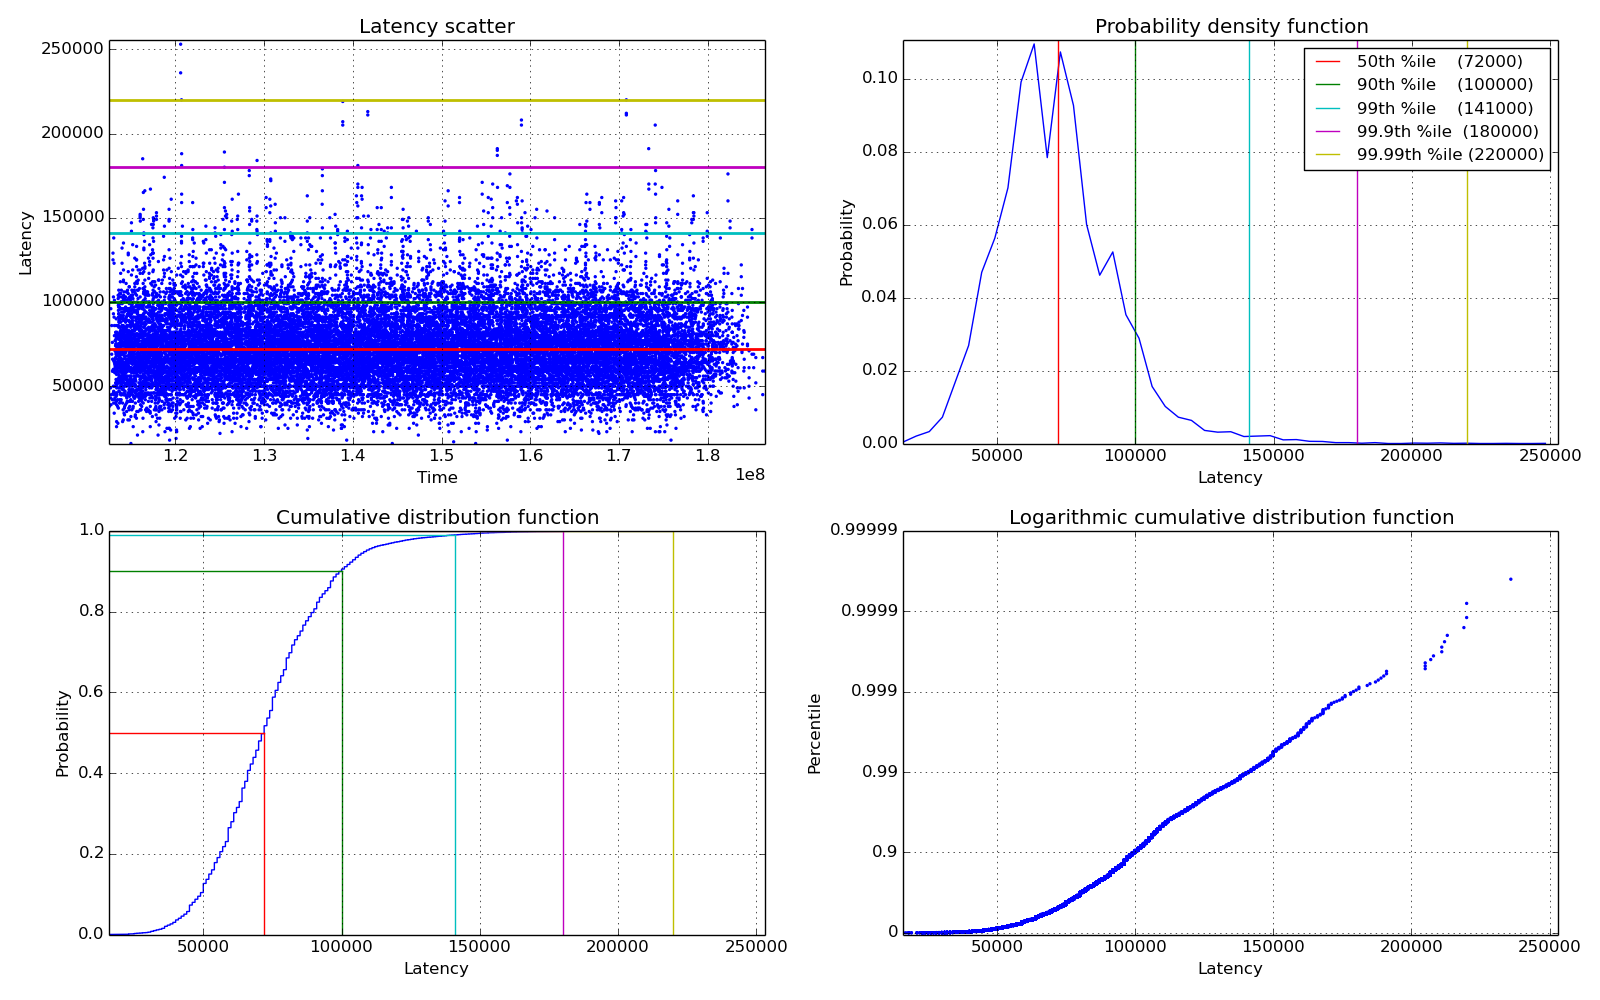 Latency scatter
250000
200000
150000
100000
50000
Latency
1.2 1.3 1.4 1.5 1.6 1.7 1.8
1e8
Time
Probability density function
50th %ile (72000)
90th %ile (100000)
99th %ile (141000)
99.9th %ile (180000)
99.99th %ile (220000)
0.10
0.08
0.06
0.04
0.02
0.00
Probability
50000 100000 150000 200000 250000
Latency
Cumulative distribution function
1.0
0.8
0.6
0.4
0.2
0.0
Probability
50000 100000 150000 200000 250000
Latency
Logarithmic cumulative distribution function
0.99999
0.9999
0.999
0.99
0.9
0
Percentile
50000 100000 150000 200000 250000
Latency